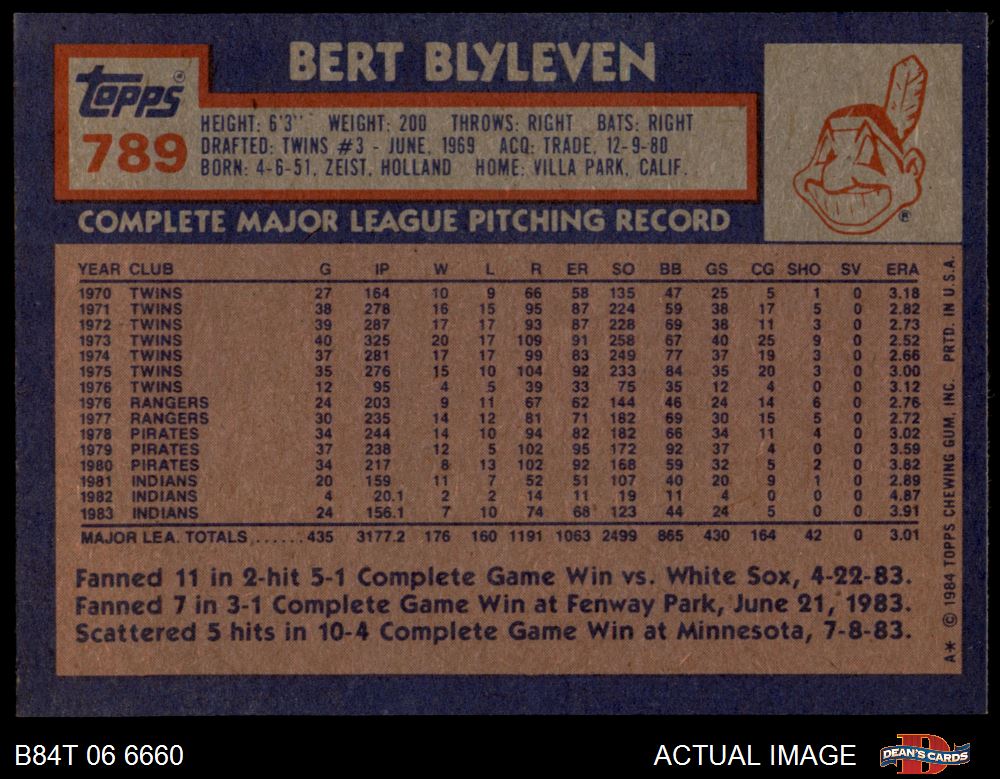 BERT BLYLEVEN
Topps®
789
HEIGHT: 6'3" WEIGHT: 200 THROWS: RIGHT BATS: RIGHT
DRAFTED: TWINS #3 - JUNE, 1969 ACQ: TRADE, 12-9-80
BORN: 4-6-51, ZEIST, HOLLAND HOME: VILLA PARK, CALIF.
®
COMPLETE MAJOR LEAGUE PITCHING RECORD
YEAR CLUB G IP W L R ER SO BB GS CG SHO SV ERA
1970 TWINS 27 164 10 9 66 58 135 47 25 5 1 0 3.18
1971 TWINS 38 278 16 15 95 87 224 59 38 17 5 0 2.82
1972 TWINS 39 287 17 17 93 87 228 69 38 11 3 0 2.73
1973 TWINS 40 325 20 17 109 91 258 67 40 25 9 0 2.52
1974 TWINS 37 281 17 17 99 83 249 77 37 19 3 0 2.66
1975 TWINS 35 276 15 10 104 92 233 84 35 20 3 0 3.00
1976 TWINS 12 95 4 5 39 33 75 35 12 4 0 0 3.12
1976 RANGERS 24 203 9 11 67 62 144 46 24 14 6 0 2.76
1977 RANGERS 30 235 14 12 81 71 182 69 30 15 5 0 2.72
1978 PIRATES 34 244 14 10 94 82 182 66 34 11 4 0 3.02
1979 PIRATES 37 238 12 5 102 95 172 92 37 4 0 0 3.59
1980 PIRATES 34 217 8 13 102 92 168 59 32 5 2 0 3.82
1981 INDIANS 20 159 11 7 52 51 107 40 20 9 1 0 2.89
1982 INDIANS 4 20.1 2 2 14 11 19 11 4 0 0 0 4.87
1983 INDIANS 24 156.1 7 10 74 68 123 44 24 5 0 0 3.91
MAJOR LEA. TOTALS.......435 3177.2 176 160 1191 1063 2499 865 430 164 42 0 3.01
Fanned 11 in 2-hit 5-1 Complete Game Win vs. White Sox, 4-22-83.
Fanned 7 in 3-1 Complete Game Win at Fenway Park, June 21, 1983.
Scattered 5 hits in 10-4 Complete Game Win at Minnesota, 7-8-83.
A* © 1984 TOPPS CHEWING GUM, INC. PRTD. IN U.S.A.
B84T 06 6660
ACTUAL IMAGE
DEAN'S CARDS